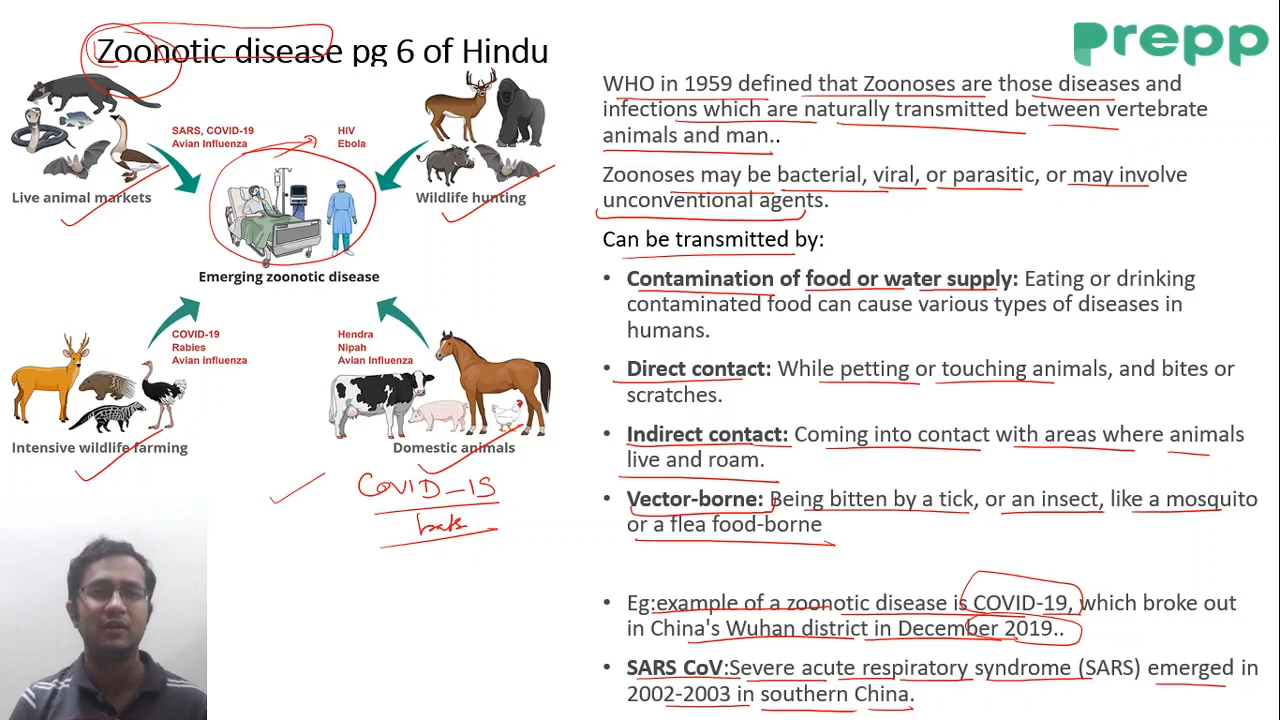 Zoonotic disease pg 6 of Hindu
prepp
SARS, COVID-19
Avian Influenza
HIV
Ebola
Live animal markets
Wildlife hunting
Emerging zoonotic disease
COVID-19
Rabies
Avian influenza
Hendra
Nipah
Avian Influenza
Intensive wildlife farming
Domestic animals
COVID-19
bats
WHO in 1959 defined that Zoonoses are those diseases and
infections which are naturally transmitted between vertebrate
animals and man..
Zoonoses may be bacterial, viral, or parasitic, or may involve
unconventional agents.
Can be transmitted by:
• Contamination of food or water supply: Eating or drinking
contaminated food can cause various types of diseases in
humans.
• Direct contact: While petting or touching animals, and bites or
scratches.
• Indirect contact: Coming into contact with areas where animals
live and roam.
• Vector-borne: Being bitten by a tick, or an insect, like a mosquito
or a flea food-borne
• Eg:example of a zoonotic disease is COVID-19, which broke out
in China's Wuhan district in December 2019..
• SARS CoV:Severe acute respiratory syndrome (SARS) emerged in
2002-2003 in southern China.